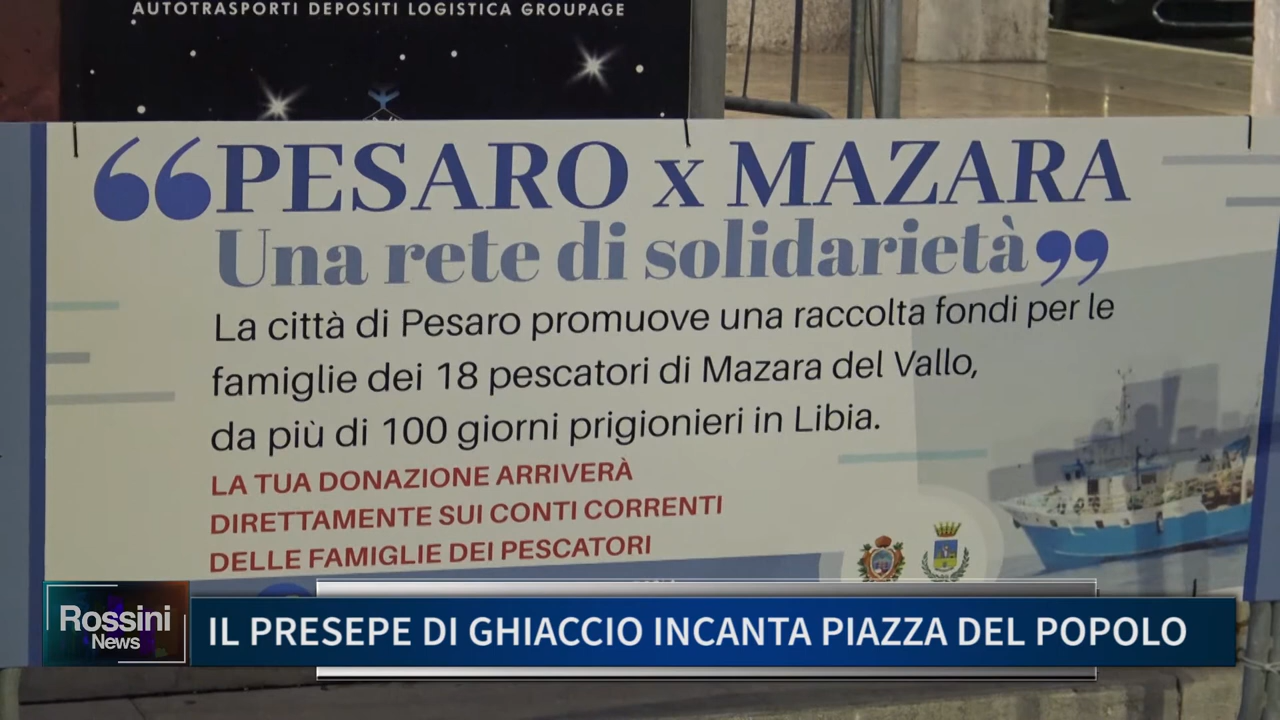 AUTOTRASPORTI DEPOSITI LOGISTICA GROUPAGE
“PESARO x MAZARA
Una rete di solidarietà”
La città di Pesaro promuove una raccolta fondi per le
famiglie dei 18 pescatori di Mazara del Vallo,
da più di 100 giorni prigionieri in Libia.
LA TUA DONAZIONE ARRIVERÀ
DIRETTAMENTE SUI CONTI CORRENTI
DELLE FAMIGLIE DEI PESCATORI
Rossini
News
IL PRESEPE DI GHIACCIO INCANTA PIAZZA DEL POPOLO